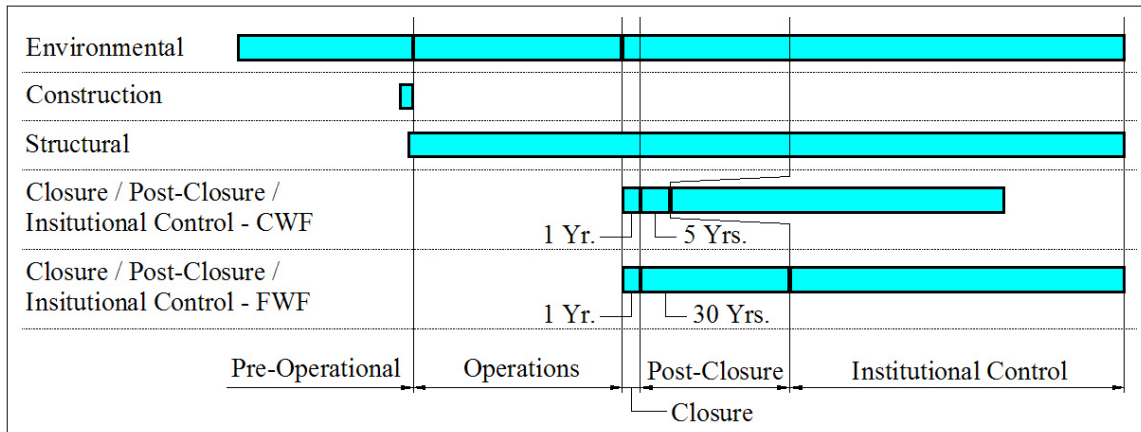 Environmental
Construction
Structural
Closure / Post-Closure /
Insitutional Control - CWF
1 Yr.
5 Yrs.
Closure / Post-Closure /
Insitutional Control - FWF
1 Yr.
30 Yrs.
Pre-Operational
Operations
Post-Closure
Institutional Control
Closure